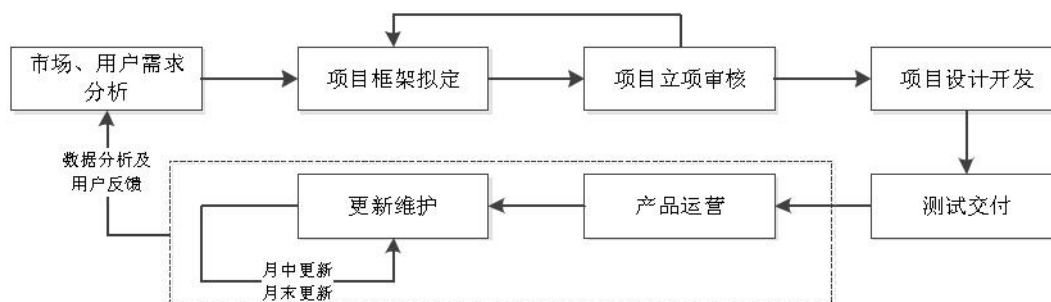 市场、用户需求
分析
项目框架拟定
项目立项审核
项目设计开发
数据分析及
用户反馈
更新维护
产品运营
测试交付
月中更新
月末更新